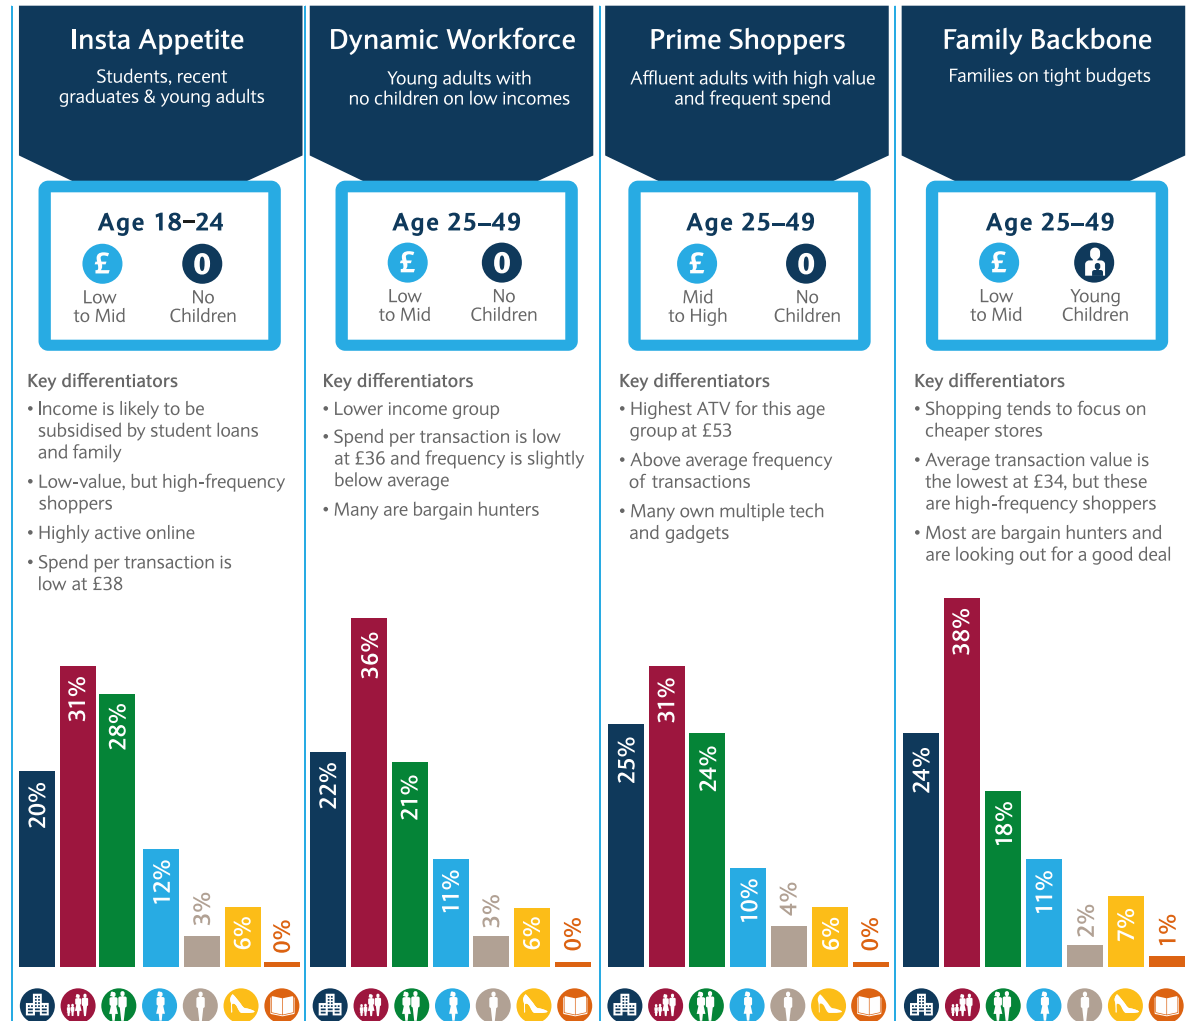 Insta Appetite
Students, recent
graduates & young adults
Age 18–24
£
0
Low
to Mid
No
Children
Key differentiators
• Income is likely to be
subsidised by student loans
and family
• Low-value, but high-frequency
shoppers
• Highly active online
• Spend per transaction is
low at £38
20%
31%
28%
12%
3%
6%
0%
Dynamic Workforce
Young adults with
no children on low incomes
Age 25–49
£
0
Low
to Mid
No
Children
Key differentiators
• Lower income group
• Spend per transaction is low
at £36 and frequency is slightly
below average
• Many are bargain hunters
22%
36%
21%
11%
3%
6%
0%
Prime Shoppers
Affluent adults with high value
and frequent spend
Age 25–49
£
0
Mid
to High
No
Children
Key differentiators
• Highest ATV for this age
group at £53
• Above average frequency
of transactions
• Many own multiple tech
and gadgets
25%
31%
24%
10%
4%
6%
0%
Family Backbone
Families on tight budgets
Age 25–49
£
Low
to Mid
Young
Children
Key differentiators
• Shopping tends to focus on
cheaper stores
• Average transaction value is
the lowest at £34, but these
are high-frequency shoppers
• Most are bargain hunters and
are looking out for a good deal
24%
38%
18%
11%
2%
7%
1%